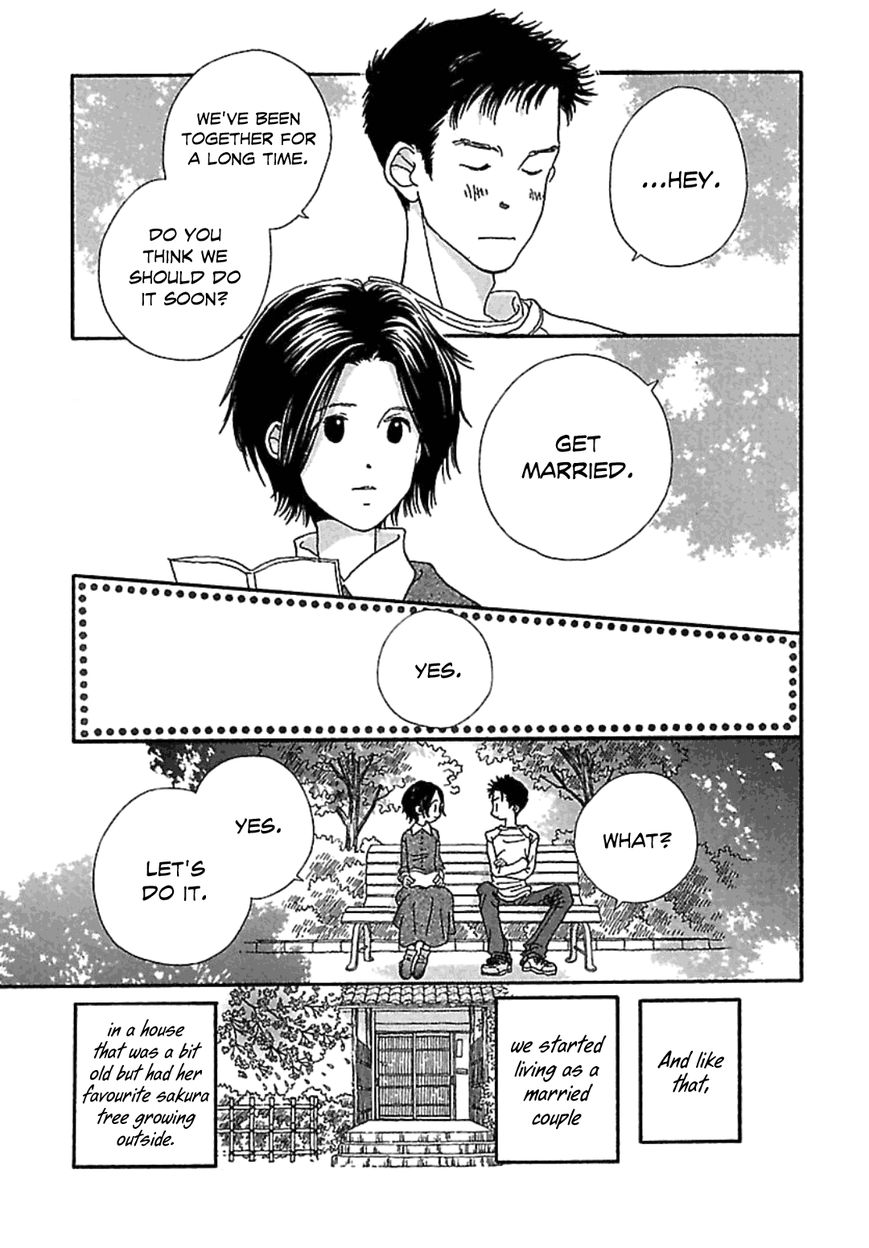 ...HEY.
WE'VE BEEN
TOGETHER FOR
A LONG TIME.
DO YOU
THINK WE
SHOULD DO
IT SOON?
GET
MARRIED.
YES.
WHAT?
YES.
LET'S
DO IT.
And like
that,
we started
living as a
married
couple
in a house
that was a bit
old but had her
favourite sakura
tree growing
outside.